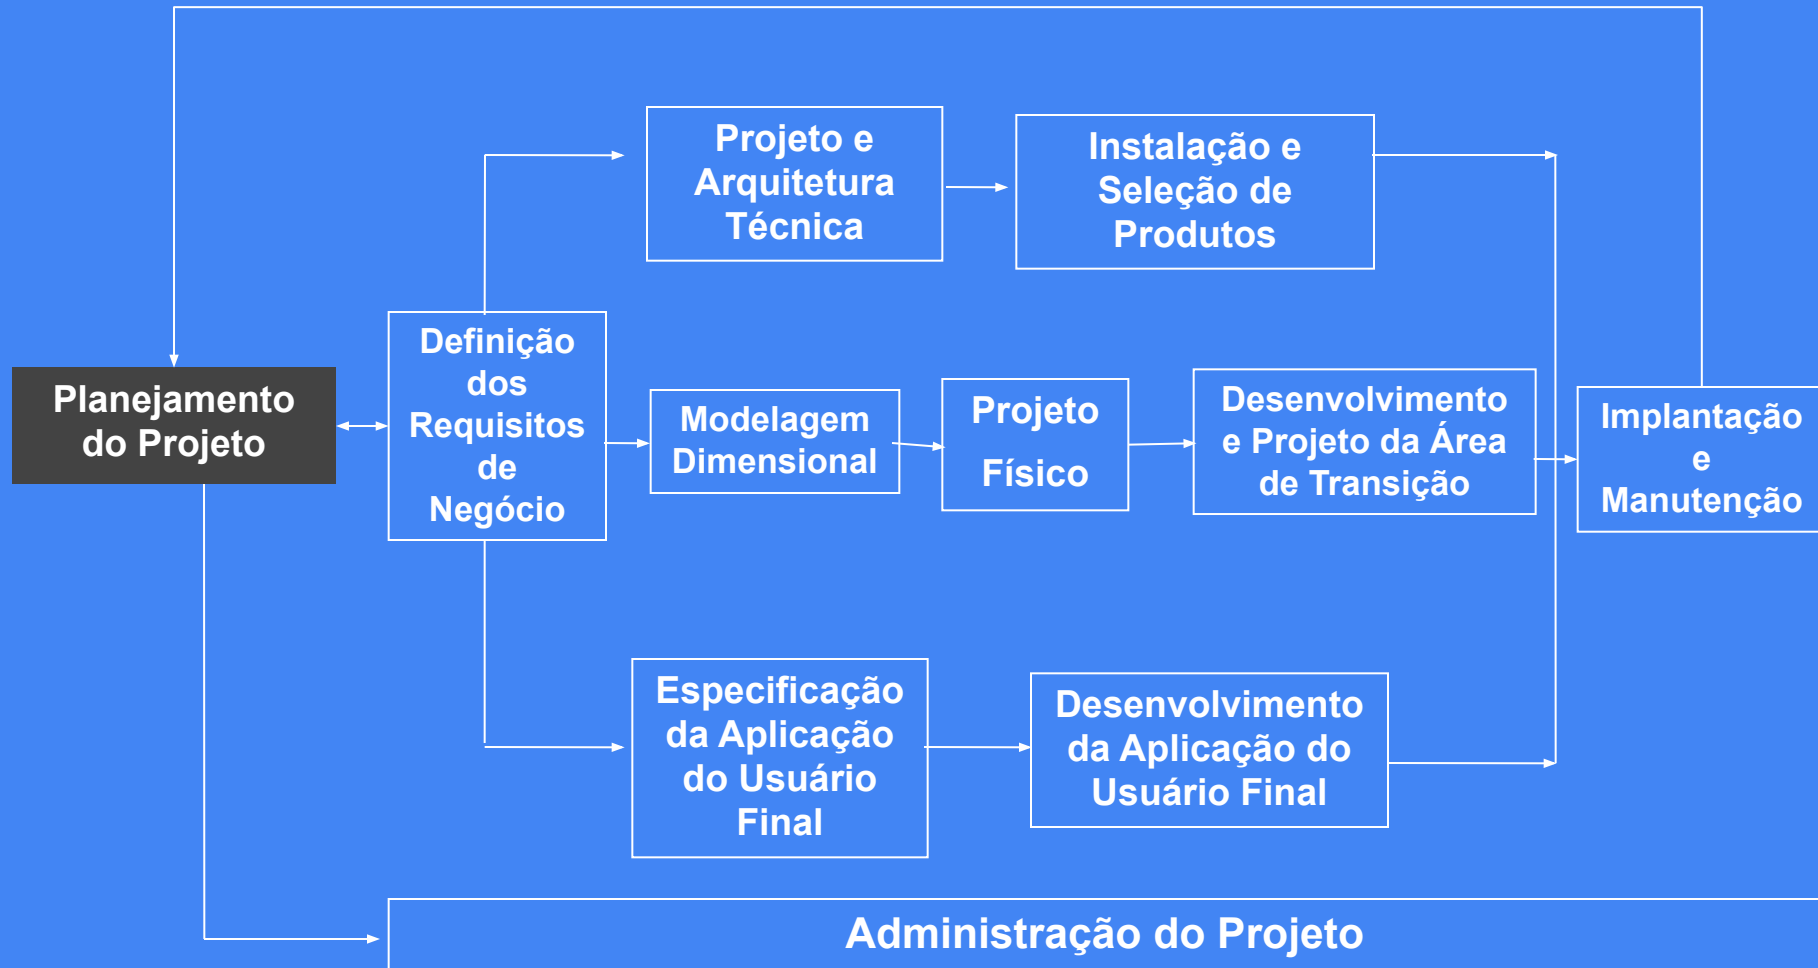 Projeto e
Arquitetura
Técnica
Instalação e
Seleção de
Produtos
Planejamento
do Projeto
Definição
dos
Requisitos
de
Negócio
Modelagem
Dimensional
Projeto
Físico
Desenvolvimento
e Projeto da Área
de Transição
Implantação
e
Manutenção
Especificação
da Aplicação
do Usuário
Final
Desenvolvimento
da Aplicação do
Usuário Final
Administração do Projeto